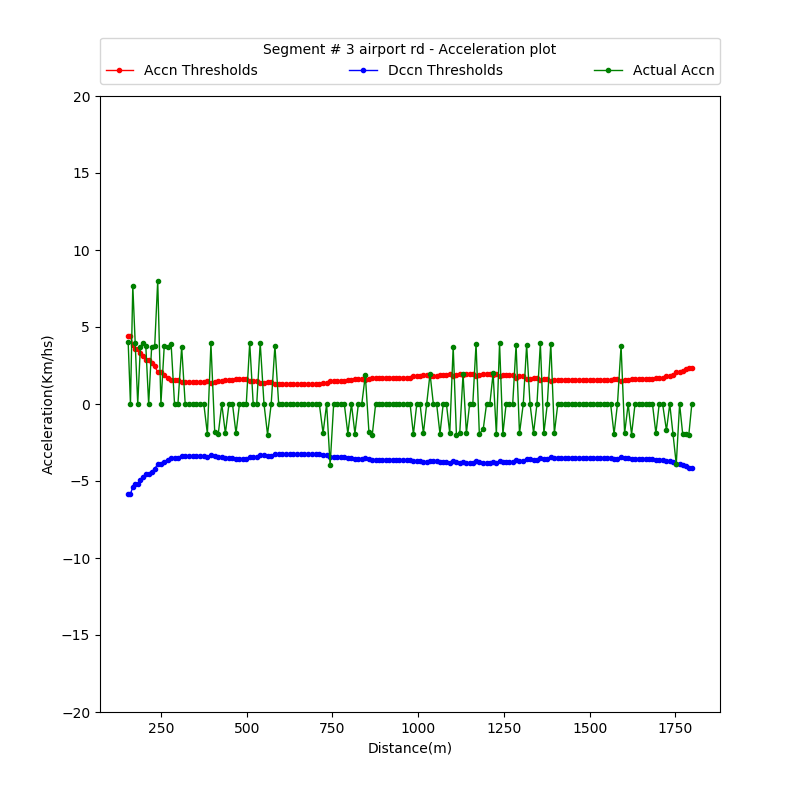 Segment # 3 airport rd - Acceleration plot
Accn Thresholds Dccn Thresholds Actual Accn
20
15
10
5
0
−5
−10
−15
−20
Acceleration(Km/hs)
250 500 750 1000 1250 1500 1750
Distance(m)